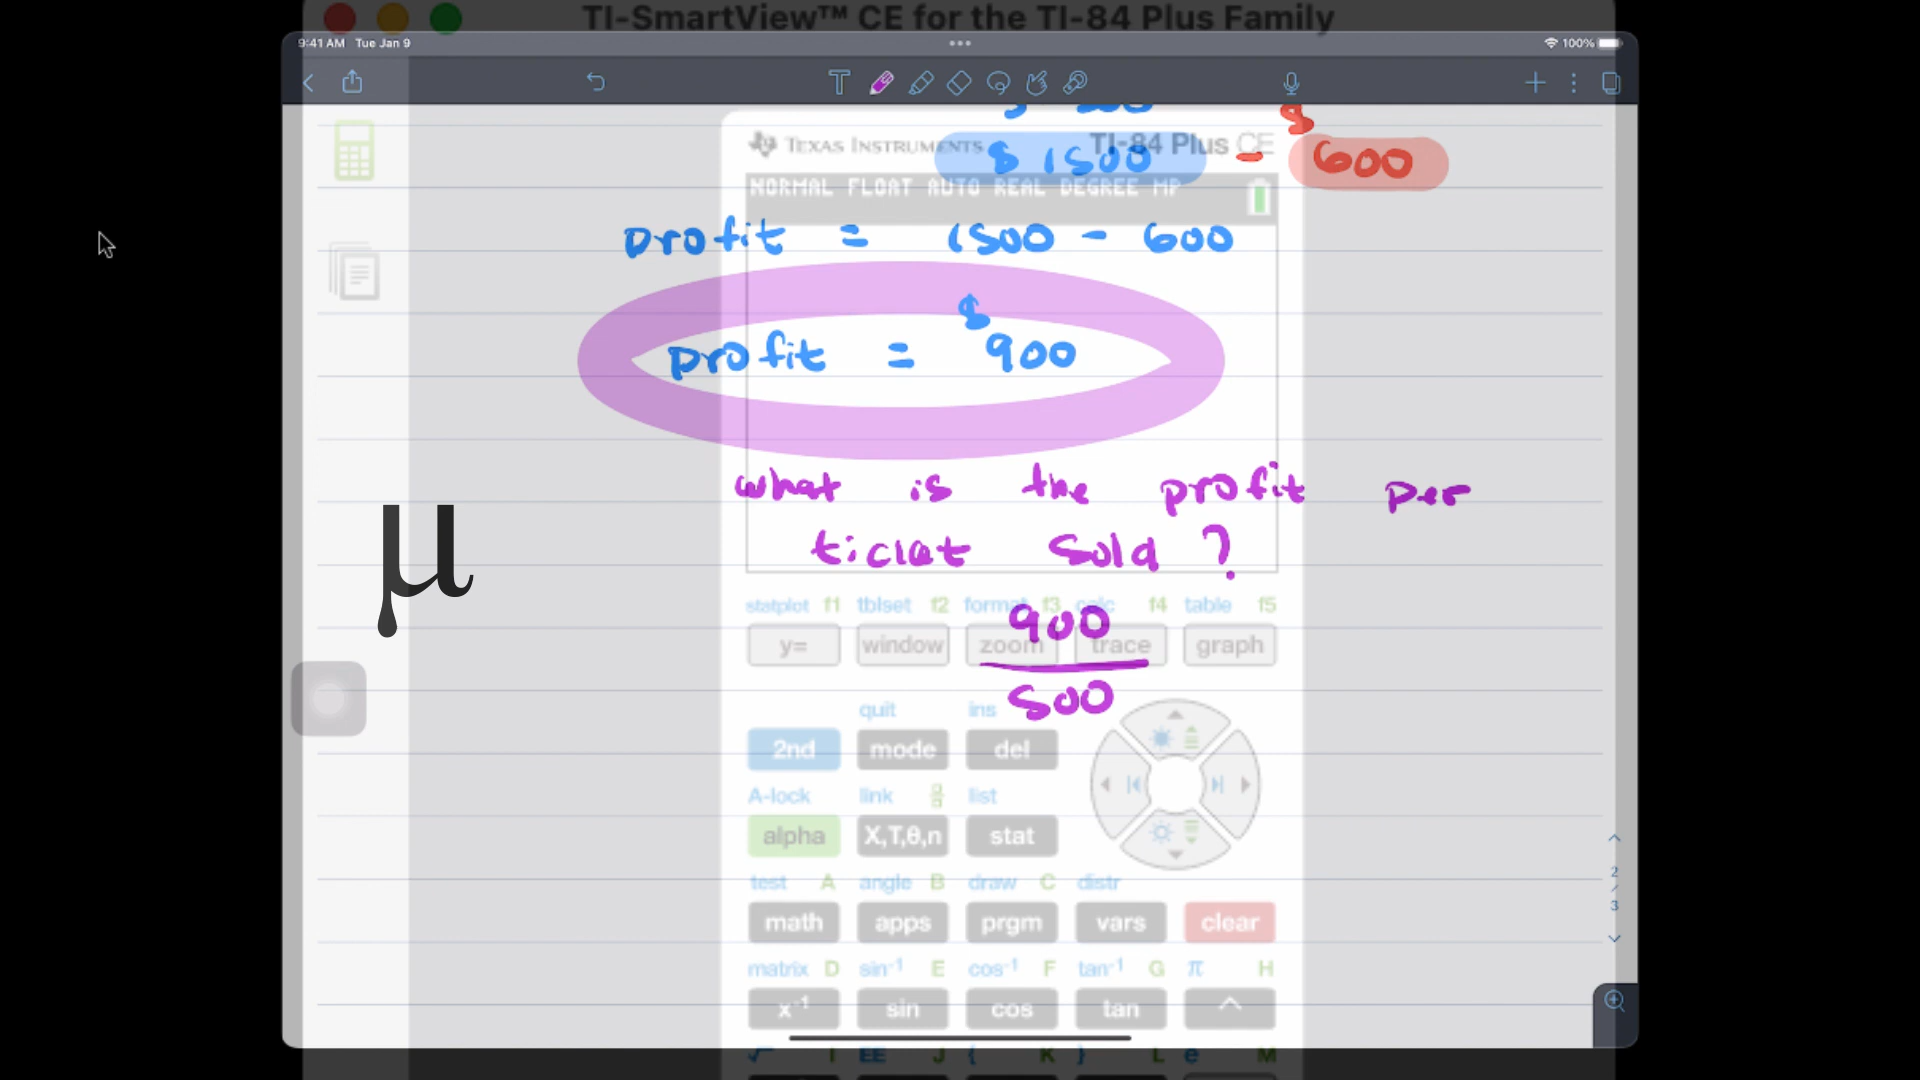 TI-SmartView™ CE for the TI-84 Plus Family
9:41 AM Tue Jan 9
100%
TEXAS INSTRUMENTS TI-84 Plus CE
$ 1500 - $ 600
NORMAL FLOAT AUTO REAL DEGREE MP
profit = 1500 - 600
profit = $ 900
what is the profit per
ticket sold ?
statplot f1 tblset f2 format f3 calc f4 table f5
900
y= window zoom trace graph
500
quit ins
2nd mode del
A-lock link list
alpha X,T,θ,n stat
test A angle B draw C distr
math apps prgm vars clear
matrix D sin⁻¹ E cos⁻¹ F tan⁻¹ G π H
x⁻¹ sin cos tan ^
√ I EE J { K } L e M
µ
2
/
3